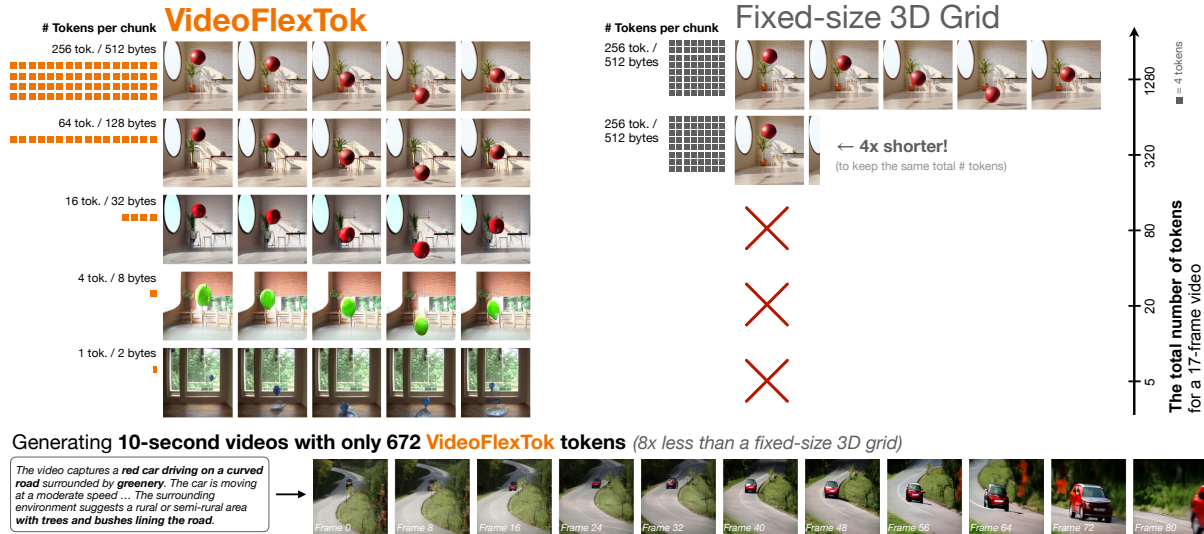 VideoFlexTok
# Tokens per chunk
256 tok. / 512 bytes
64 tok. / 128 bytes
16 tok. / 32 bytes
4 tok. / 8 bytes
1 tok. / 2 bytes
Fixed-size 3D Grid
# Tokens per chunk
256 tok. /
512 bytes
256 tok. /
512 bytes
← 4x shorter!
(to keep the same total # tokens)
1280
320
80
20
5
= 4 tokens
The total number of tokens
for a 17-frame video
Generating 10-second videos with only 672 VideoFlexTok tokens (8x less than a fixed-size 3D grid)
The video captures a red car driving on a curved
road surrounded by greenery. The car is moving
at a moderate speed ... The surrounding
environment suggests a rural or semi-rural area
with trees and bushes lining the road.
Frame 0
Frame 8
Frame 16
Frame 24
Frame 32
Frame 40
Frame 48
Frame 56
Frame 64
Frame 72
Frame 80